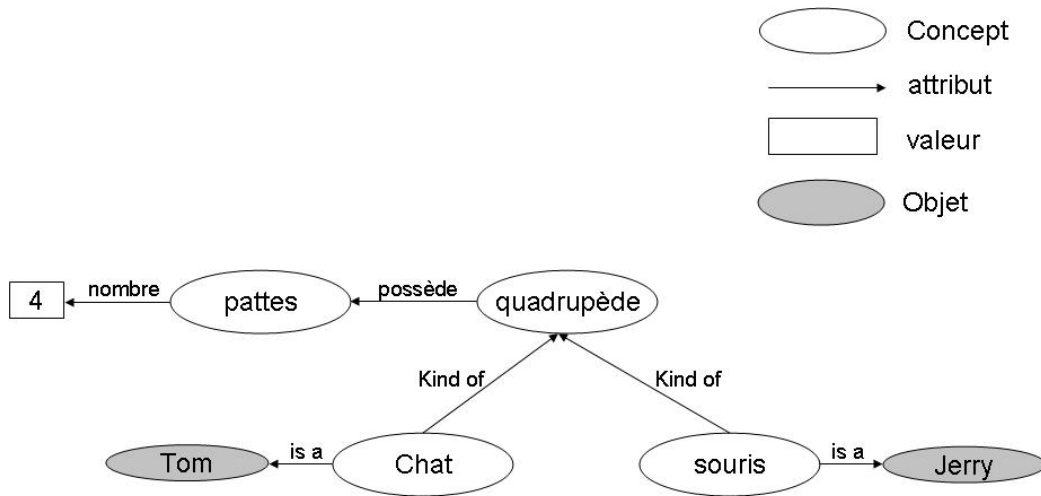 Concept
attribut
valeur
Objet
4
nombre
pattes
possède
quadrupède
Kind of
Kind of
Tom
is a
Chat
souris
is a
Jerry